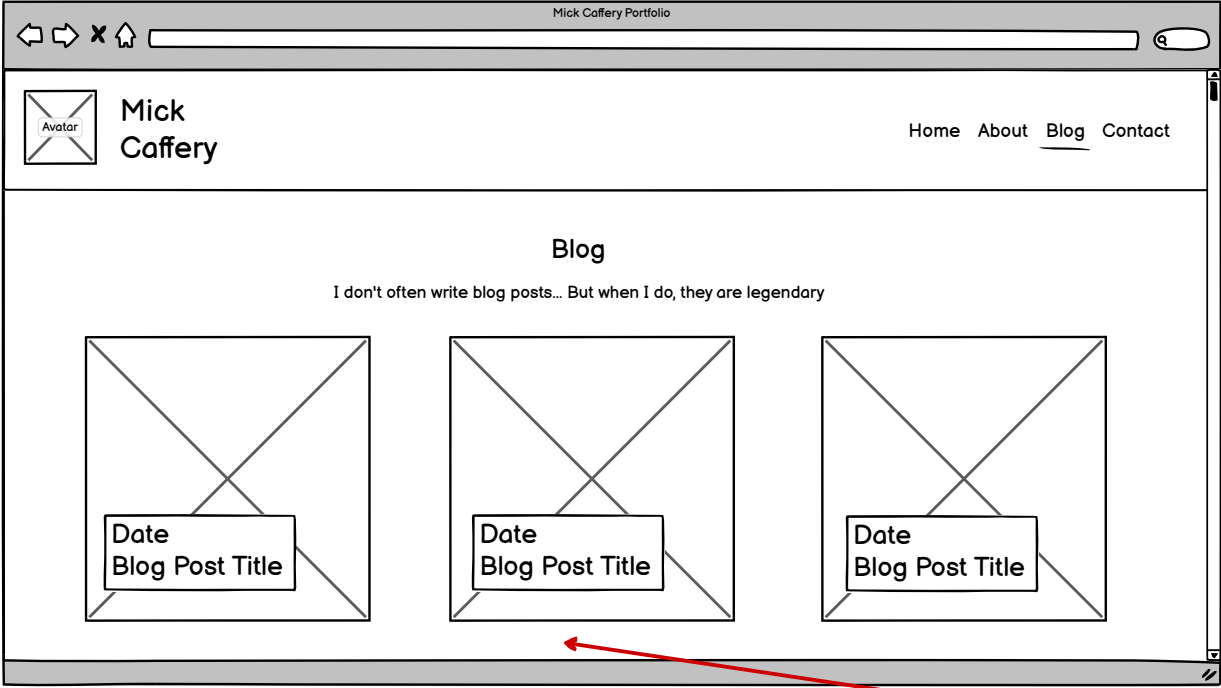 Mick Caffery Portfolio
Avatar
Mick
Caffery
Home About Blog Contact
Blog
I don't often write blog posts... But when I do, they are legendary
Date
Blog Post Title
Date
Blog Post Title
Date
Blog Post Title